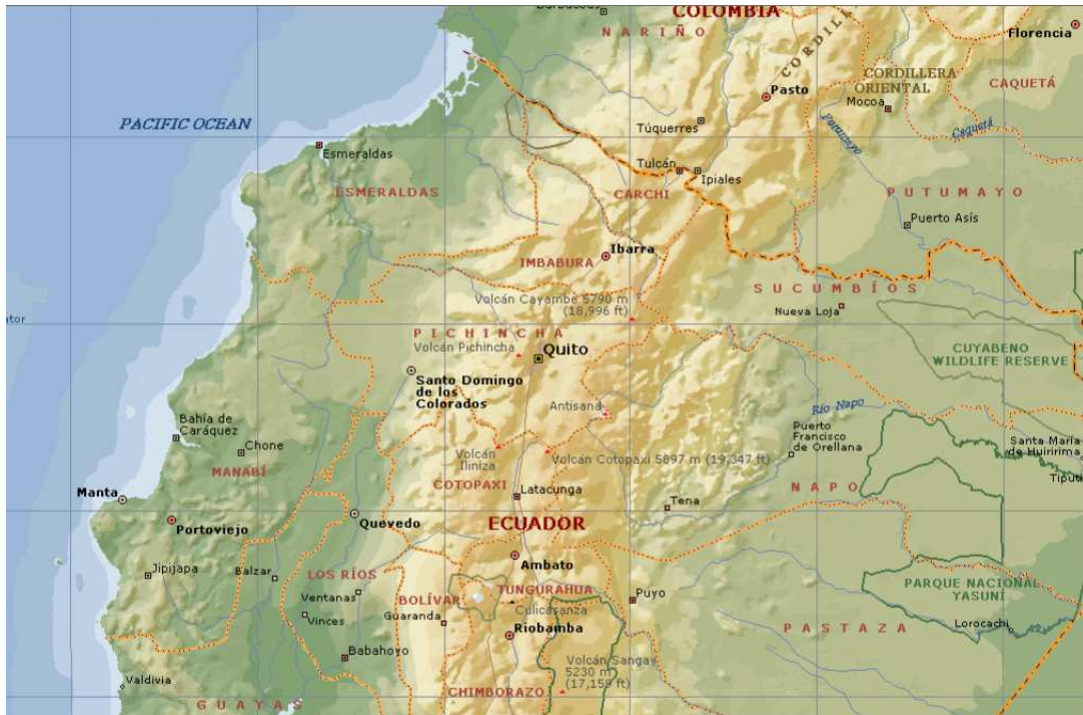 COLOMBIA
NARIÑO
CORDILL
Florencia
CORDILLERA
ORIENTAL
CAQUETÁ
Pasto
Mocoa
PACIFIC OCEAN
Túquerres
Putumayo
Caquetá
Esmeraldas
Tulcán
Ipiales
ESMERALDAS
CARCHI
PUTUMAYO
Puerto Asís
Ibarra
IMBABURA
SUCUMBÍOS
Volcán Cayambe 5790 m
(18,996 ft)
Nueva Loja
ator
PICHINCHA
Volcán Pichincha
Quito
CUYABENO
WILDLIFE RESERVE
Santo Domingo
de los
Colorados
Antisana
Río Napo
Bahía de
Caráquez
Chone
Puerto
Francisco
de Orellana
Santa María
de Huiririma
MANABÍ
Volcán
Iliniza
Volcán Cotopaxi 5897 m (19,347 ft)
Tiputi
COTOPAXI
NAPO
Manta
Latacunga
Tena
Portoviejo
Quevedo
ECUADOR
Jipijapa
Balzar
LOS RÍOS
Ambato
PARQUE NACIONAL
YASUNÍ
Ventanas
BOLÍVAR
TUNGURAHUA
Puyo
Culicasanza
Vinces
Guaranda
Riobamba
PASTAZA
Lorocachi
Babahoyo
Volcán Sangay
5230 m
(17,159 ft)
Valdivia
CHIMBORAZO
GUAYAS